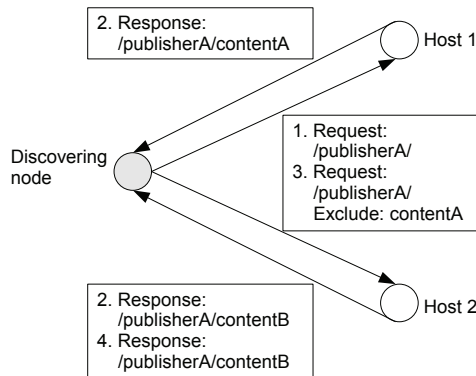 2. Response:
/publisherA/contentA
Host 1
1. Request:
/publisherA/
3. Request:
/publisherA/
Exclude: contentA
Discovering
node
2. Response:
/publisherA/contentB
4. Response:
/publisherA/contentB
Host 2